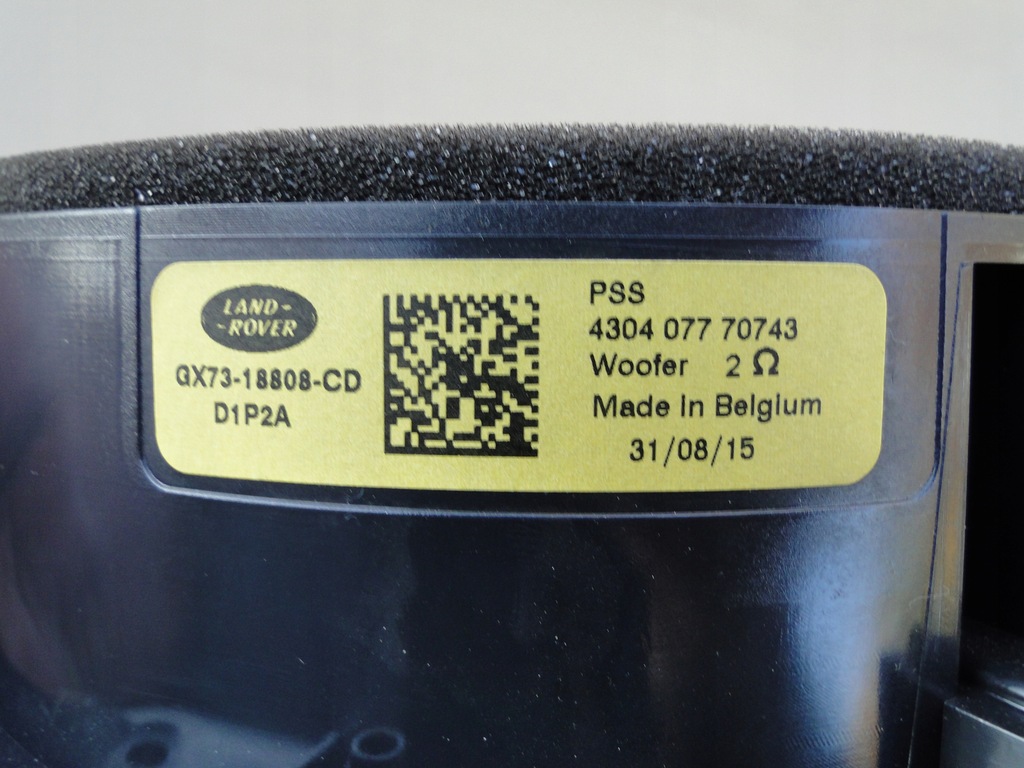 LAND-
-ROVER
GX73-18808-CD
D1P2A
PSS
4304 077 70743
Woofer 2 Ω
Made in Belgium
31/08/15